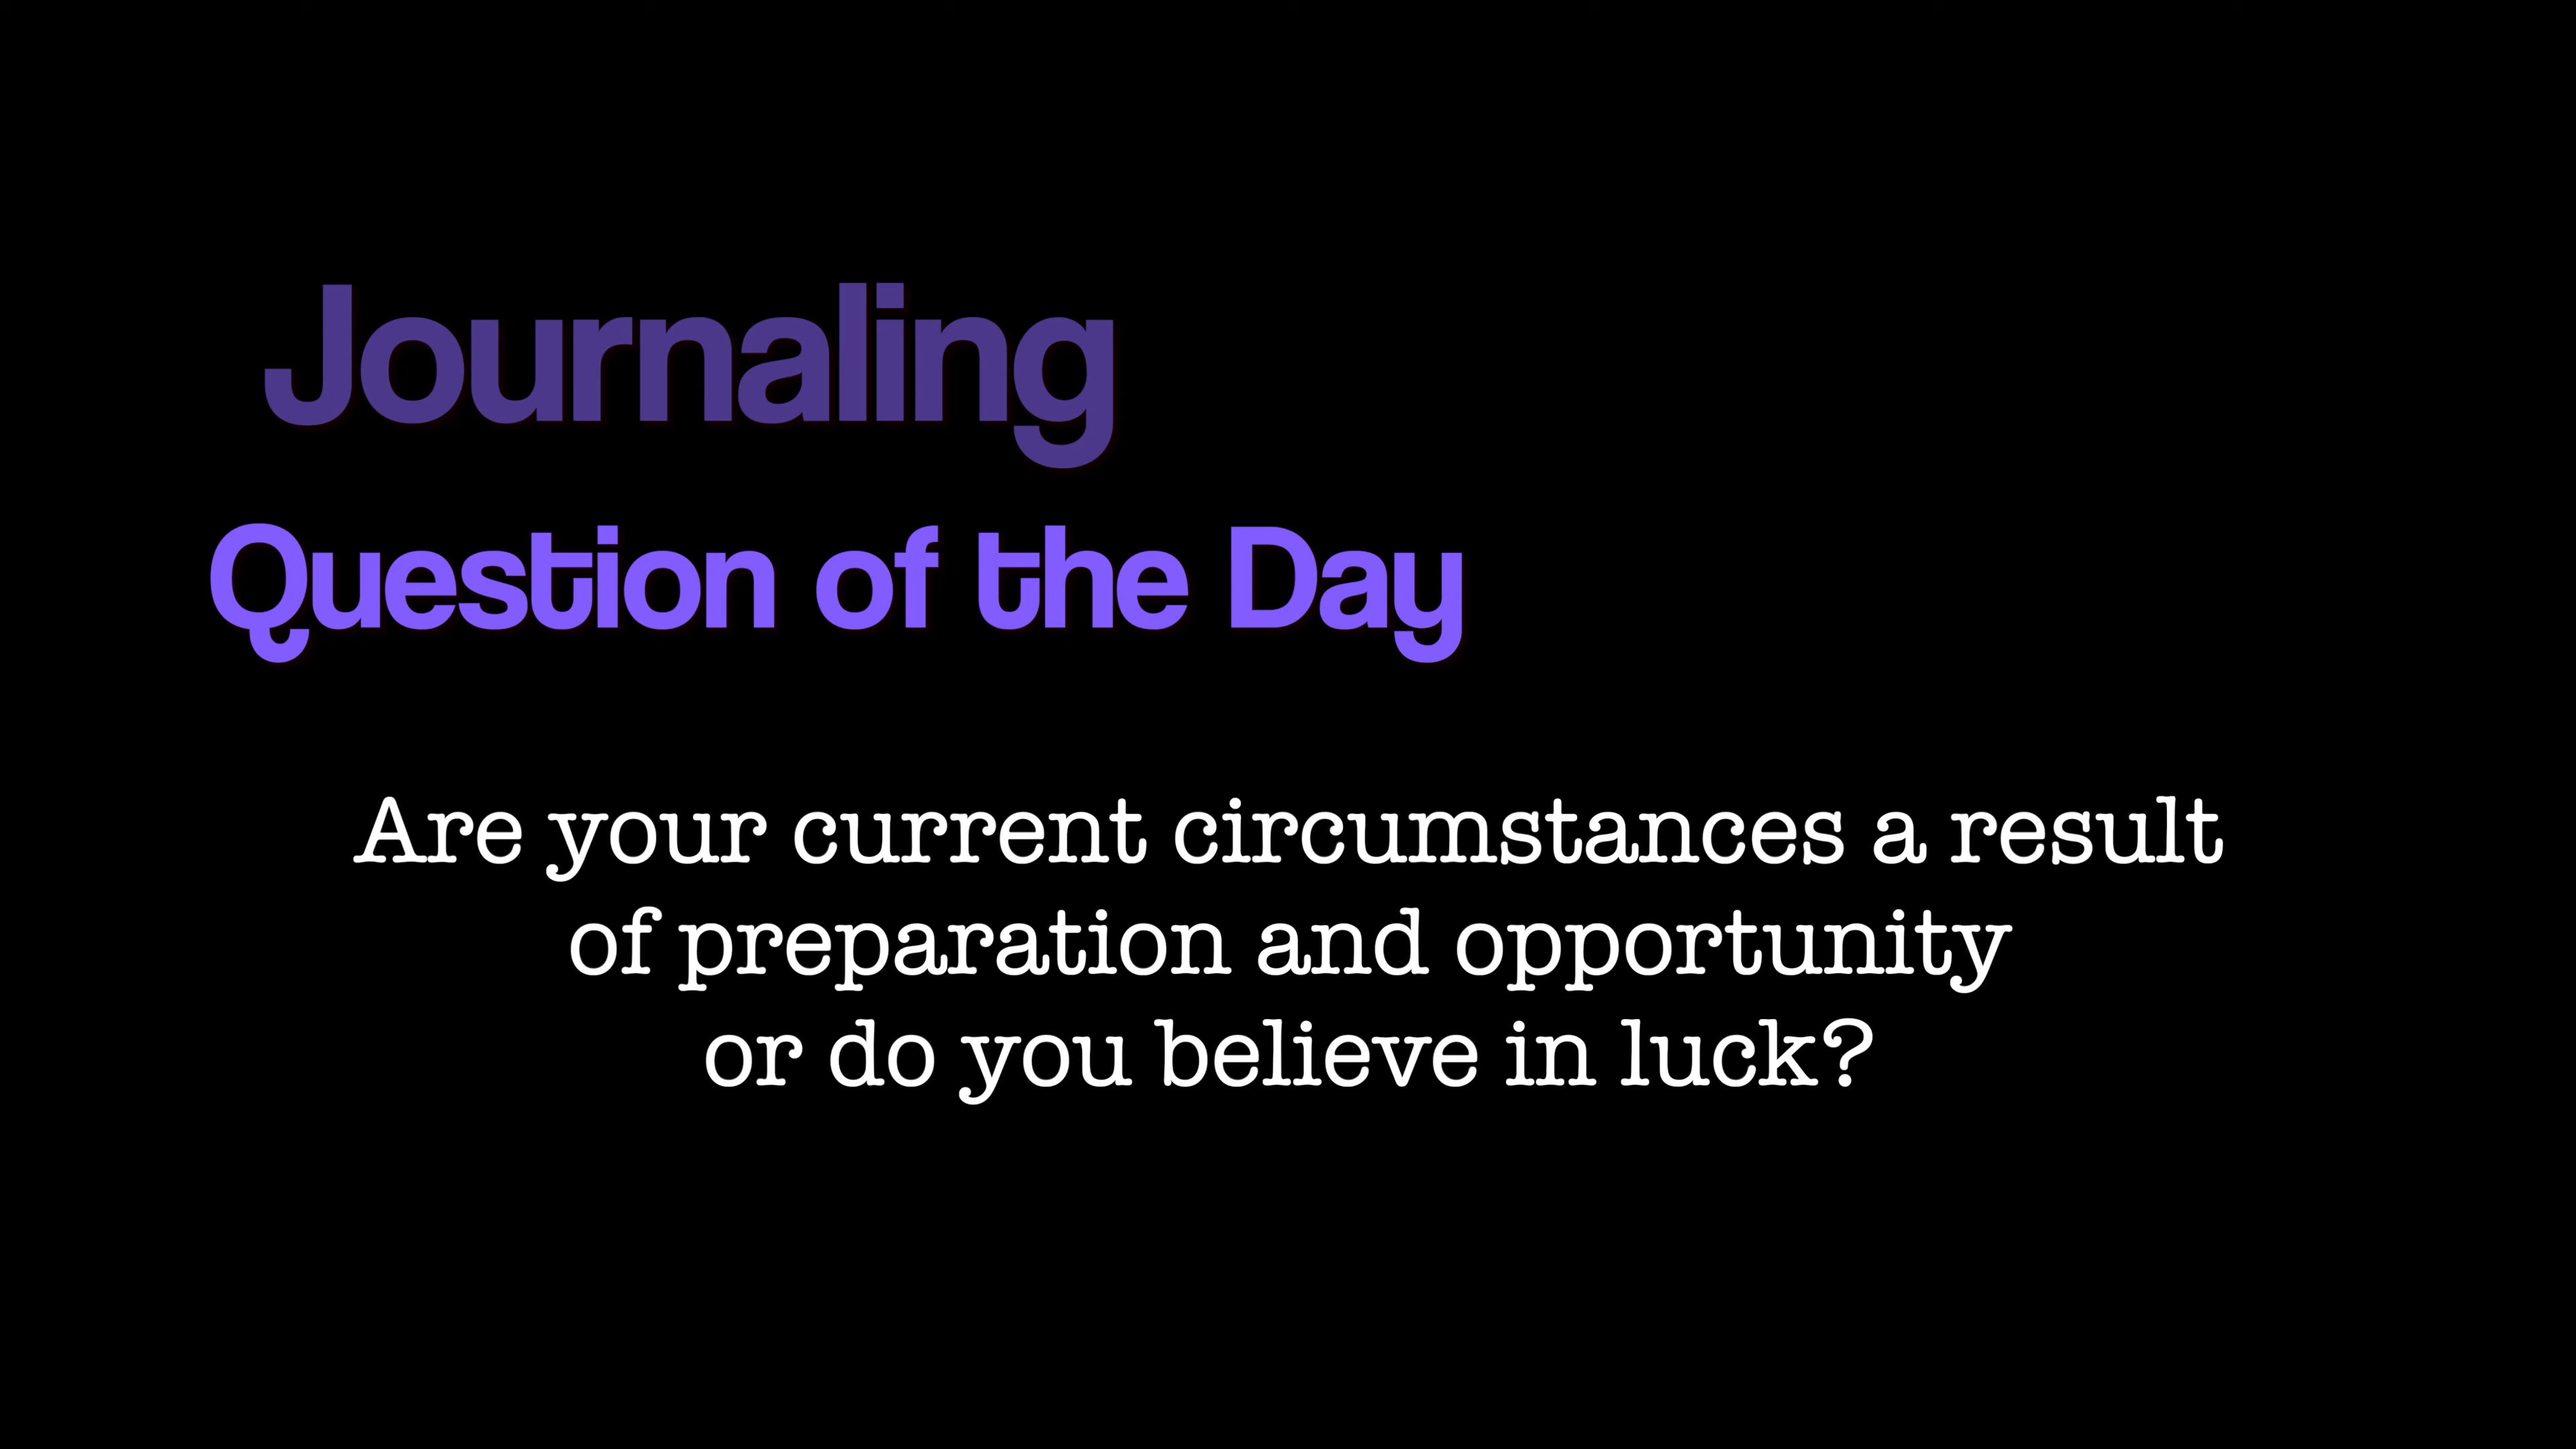 Journaling
Question of the Day
Are your current circumstances a result
of preparation and opportunity
or do you believe in luck?